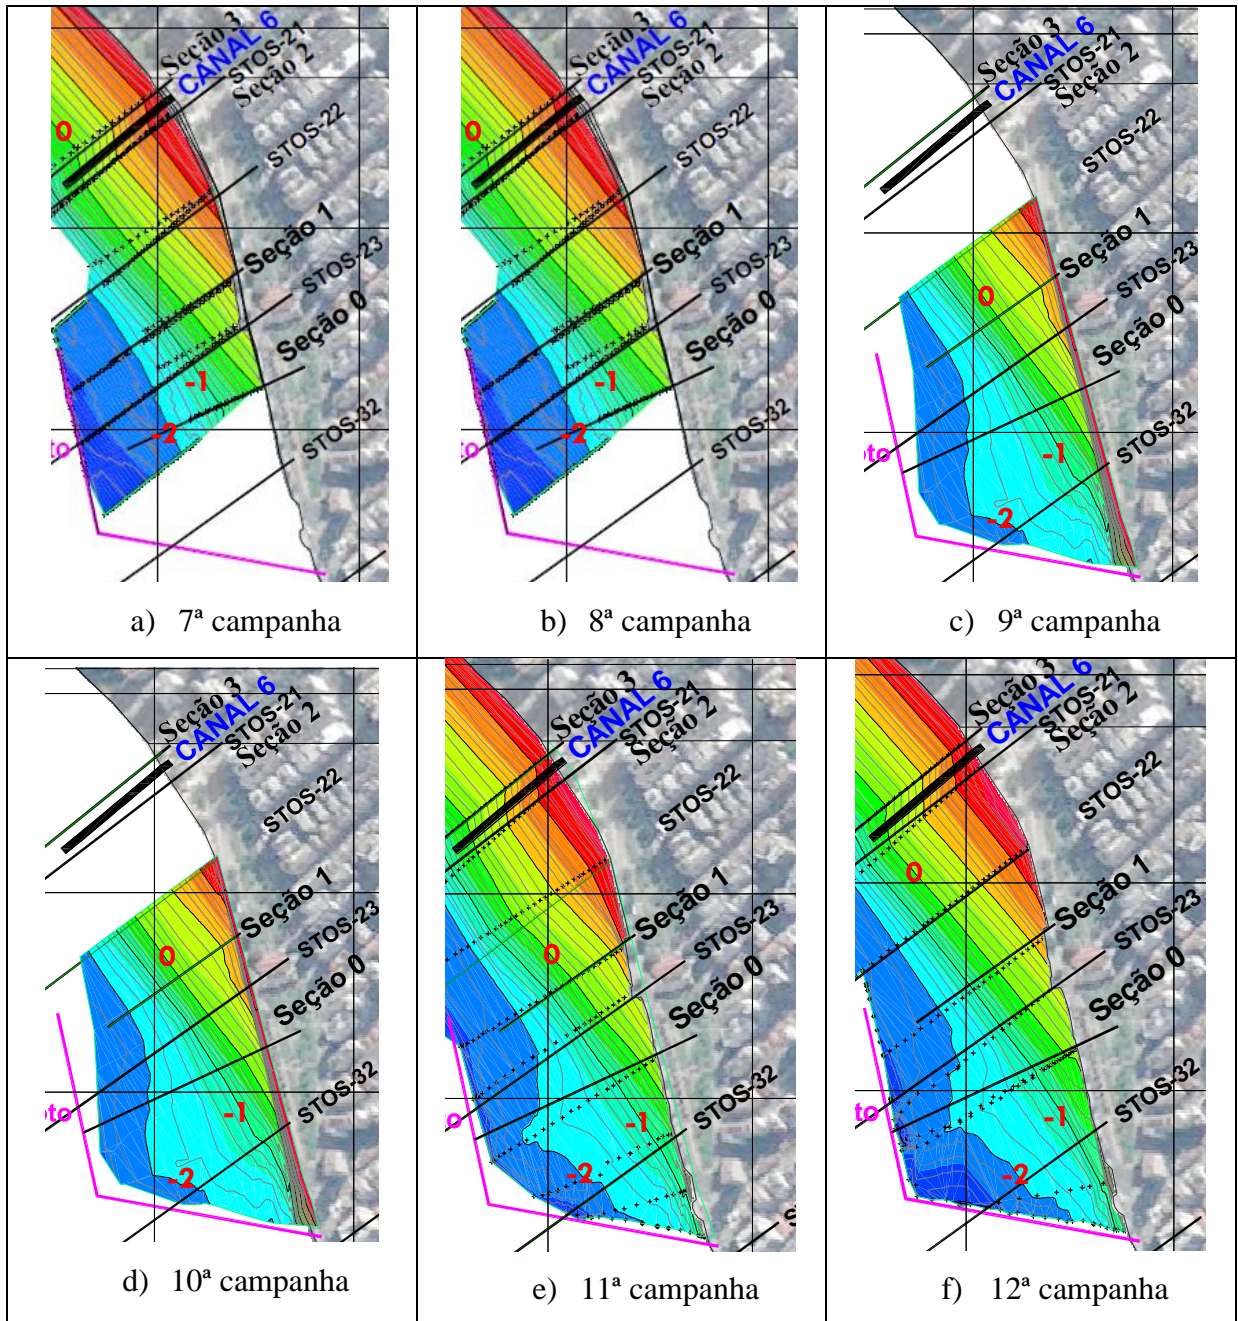 Seção 3
CANAL 6
STOS-21
Seção 2
STOS-22
0
Seção 1
STOS-23
Seção 0
-1
-2
STOS-32
to
a) 7ª campanha
Seção 3
CANAL 6
STOS-21
Seção 2
STOS-22
0
Seção 1
STOS-23
Seção 0
-1
-2
STOS-32
to
b) 8ª campanha
Seção 3
CANAL 6
STOS-21
Seção 2
STOS-22
Seção 1
STOS-23
0
Seção 0
STOS-32
-1
oto
-2
c) 9ª campanha
Seção 3
CANAL 6
STOS-21
Seção 2
STOS-22
Seção 1
STOS-23
0
Seção 0
STOS-32
-1
oto
-2
d) 10ª campanha
Seção 3
CANAL 6
STOS-21
Seção 2
STOS-22
Seção 1
STOS-23
0
Seção 0
STOS-32
-1
o
-2
S
e) 11ª campanha
Seção 3
CANAL 6
STOS-21
Seção 2
STOS-22
0
Seção 1
STOS-23
Seção 0
STOS-32
-1
to
-2
f) 12ª campanha